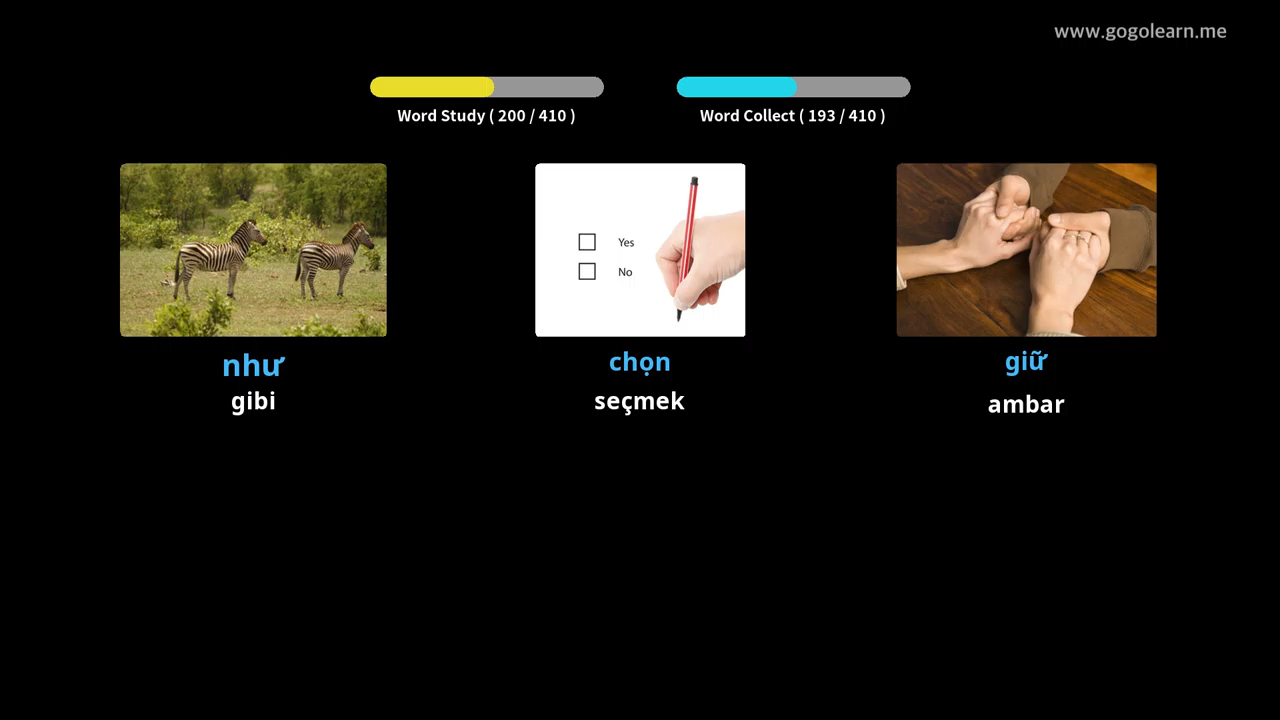 www.gogolearn.me
Word Study ( 200 / 410 )
Word Collect ( 193 / 410 )
Yes
No
như
chọn
giữ
gibi
seçmek
ambar